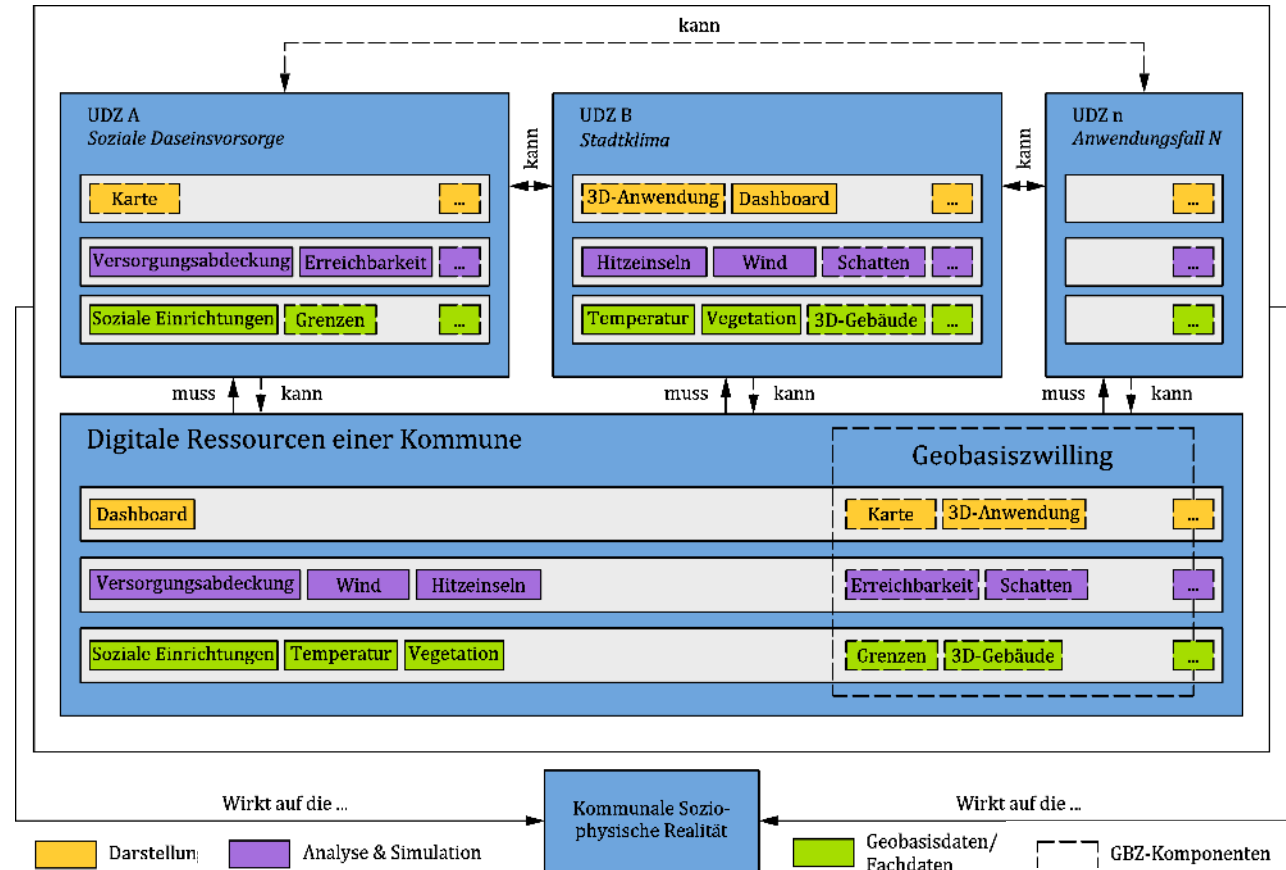 kann
UDZ A
Soziale Daseinsvorsorge
Karte
...
Versorgungsabdeckung
Erreichbarkeit
...
Soziale Einrichtungen
Grenzen
...
kann
UDZ B
Stadtklima
3D-Anwendung
Dashboard
...
Hitzeinseln
Wind
Schatten
...
Temperatur
Vegetation
3D-Gebäude
...
kann
UDZ n
Anwendungsfall N
...
...
...
muss
kann
muss
kann
muss
kann
Digitale Ressourcen einer Kommune
Geobasiszwilling
Dashboard
Karte
3D-Anwendung
...
Versorgungsabdeckung
Wind
Hitzeinseln
Erreichbarkeit
Schatten
...
Soziale Einrichtungen
Temperatur
Vegetation
Grenzen
3D-Gebäude
...
Wirkt auf die ...
Kommunale Sozio-
physische Realität
Wirkt auf die ...
Darstellun
Analyse & Simulation
Geobasisdaten/
Fachdaten
GBZ-Komponenten